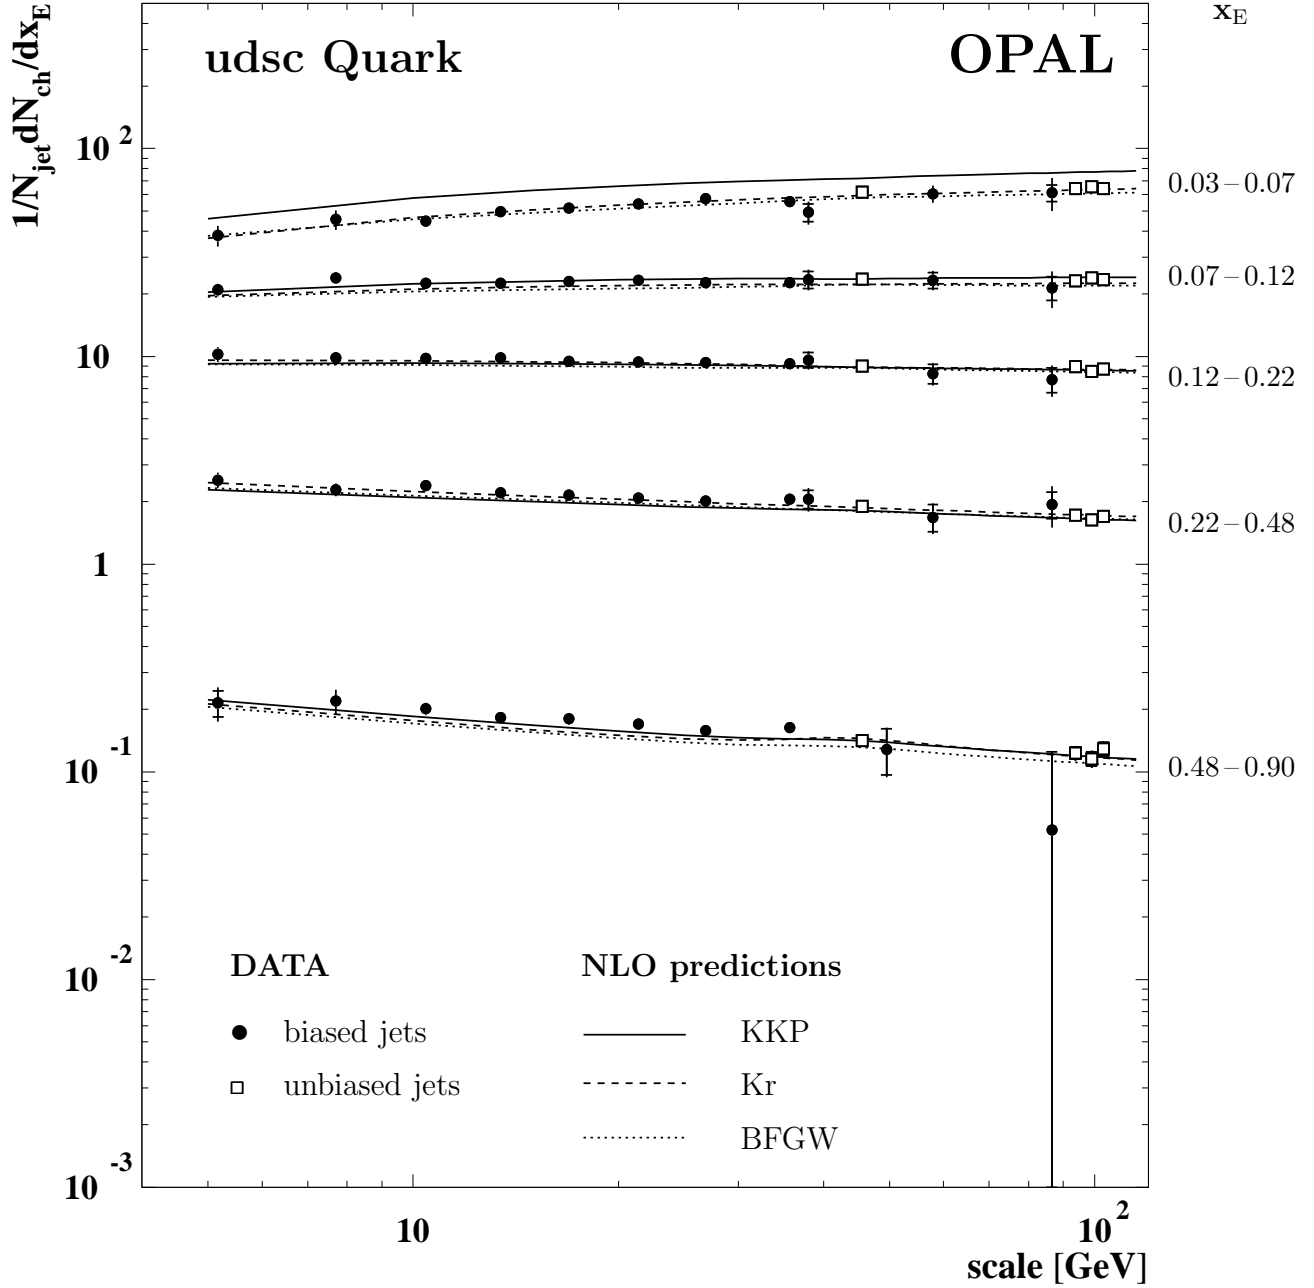 1/N_jet dN_ch/dx_E
x_E
udsc Quark
OPAL
10^2
10
1
10^-1
10^-2
10^-3
0.03−0.07
0.07−0.12
0.12−0.22
0.22−0.48
0.48−0.90
DATA
biased jets
unbiased jets
NLO predictions
KKP
Kr
BFGW
10
10^2
scale [GeV]